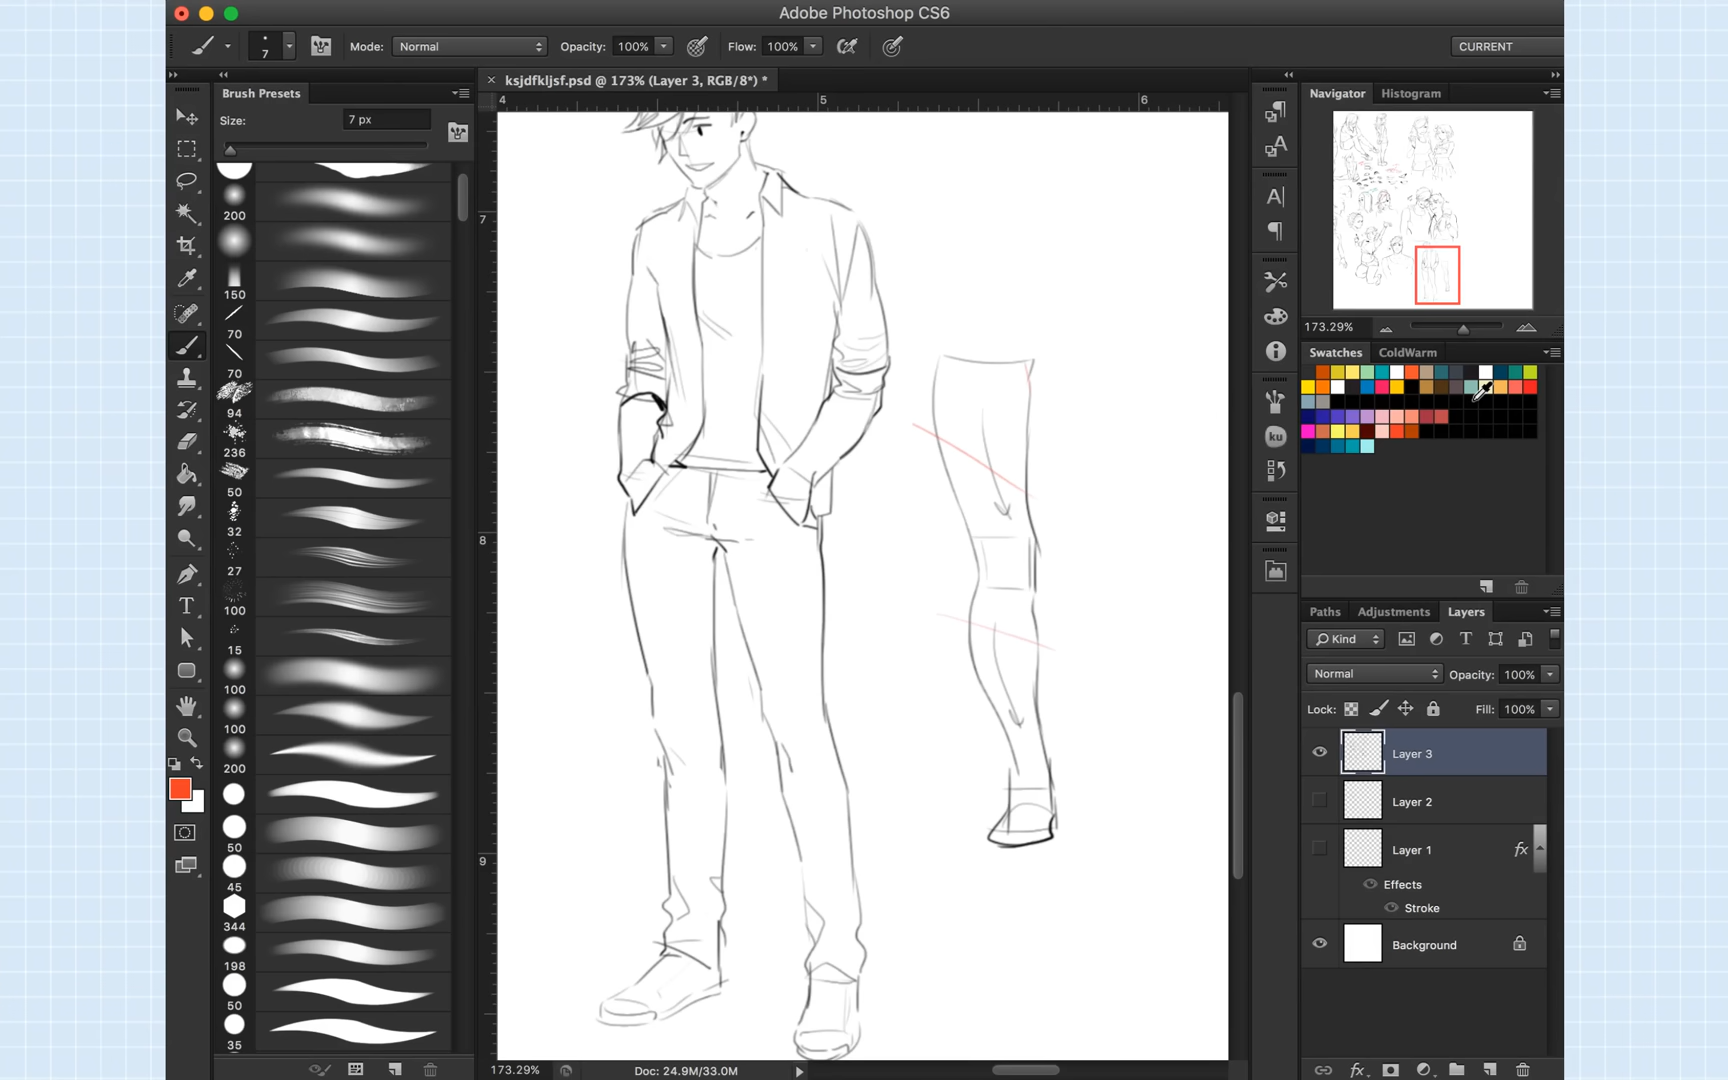 Adobe Photoshop CS6
7 Mode: Normal Opacity: 100% Flow: 100% CURRENT
× ksjdfkljsf.psd @ 173% (Layer 3, RGB/8*) *
Brush Presets
Size: 7 px
200
150
70
70
94
236
50
32
27
100
15
100
100
200
50
45
344
198
50
35
4 5 6
7
8
9
173.29% Doc: 24.9M/33.0M
A
A|
ku
Navigator Histogram
173.29%
Swatches ColdWarm
Paths Adjustments Layers
Kind T
Normal Opacity: 100%
Lock: Fill: 100%
Layer 3
Layer 2
Layer 1 fx
Effects
Stroke
Background
fx
T